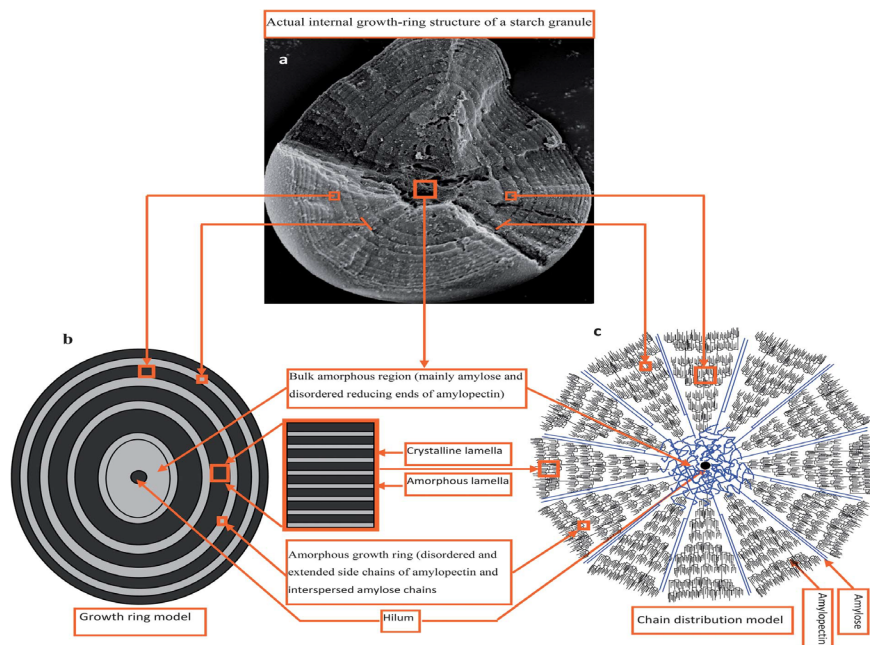 Actual internal growth-ring structure of a starch granule
a
b
c
Bulk amorphous region (mainly amylose and
disordered reducing ends of amylopectin)
Crystalline lamella
Amorphous lamella
Amorphous growth ring (disordered and
extended side chains of amylopectin and
interspersed amylose chains
Growth ring model
Hilum
Chain distribution model
Amylopectin
Amylose